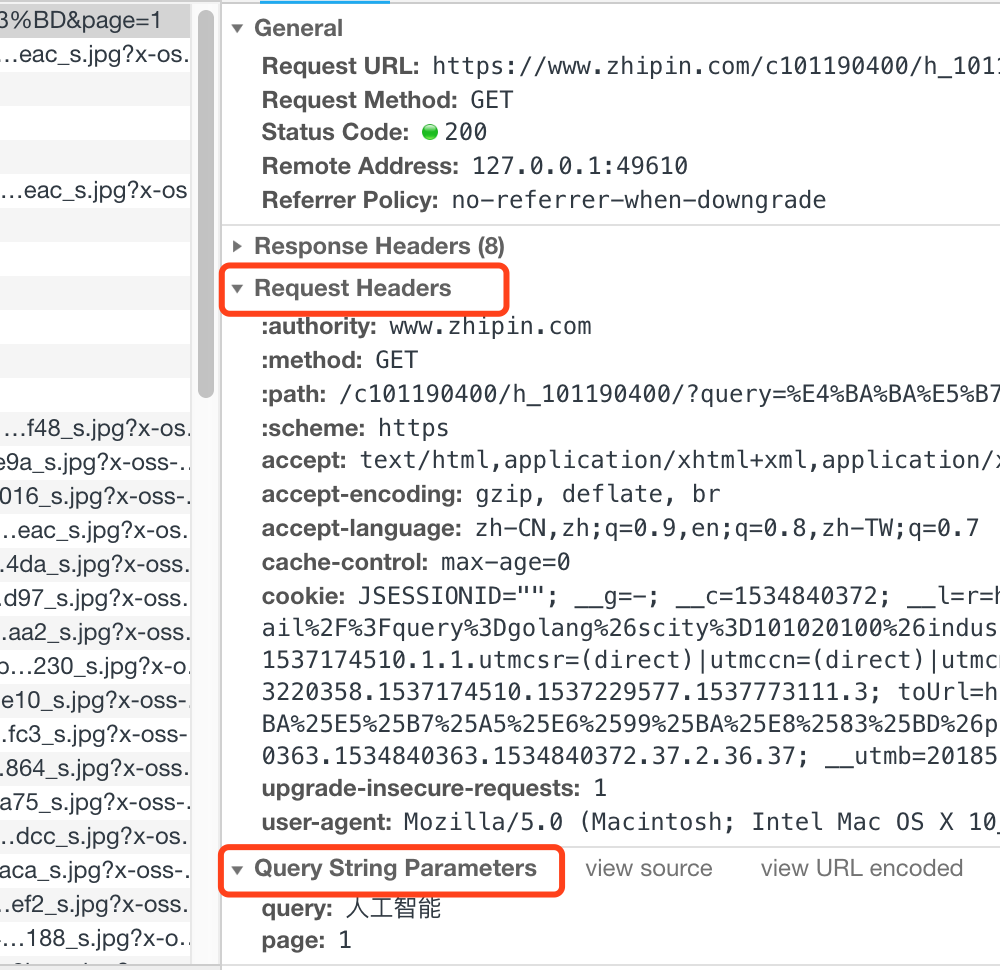 3%BD&page=1
…eac_s.jpg?x-os.
…eac_s.jpg?x-os
…f48_s.jpg?x-os.
e9a_s.jpg?x-oss-..
016_s.jpg?x-oss-.
…eac_s.jpg?x-os.
.4da_s.jpg?x-oss.
.d97_s.jpg?x-oss.
.aa2_s.jpg?x-oss.
o…230_s.jpg?x-o.
e10_s.jpg?x-oss-
.fc3_s.jpg?x-oss-
.864_s.jpg?x-oss.
a75_s.jpg?x-oss-.
…dcc_s.jpg?x-os.
aca_s.jpg?x-oss-.
..ef2_s.jpg?x-oss.
…188_s.jpg?x-o..
General
Request URL: https://www.zhipin.com/c101190400/h_1011
Request Method: GET
Status Code: 200
Remote Address: 127.0.0.1:49610
Referrer Policy: no-referrer-when-downgrade
Response Headers (8)
Request Headers
:authority: www.zhipin.com
:method: GET
:path: /c101190400/h_101190400/?query=%E4%BA%BA%E5%B7
:scheme: https
accept: text/html,application/xhtml+xml,application/x
accept-encoding: gzip, deflate, br
accept-language: zh-CN,zh;q=0.9,en;q=0.8,zh-TW;q=0.7
cache-control: max-age=0
cookie: JSESSIONID=""; __g=-; __c=1534840372; __l=r=h
ail%2F%3Fquery%3Dgolang%26scity%3D101020100%26indus
1537174510.1.1.utmcsr=(direct)|utmccn=(direct)|utmc
3220358.1537174510.1537229577.1537773111.3; toUrl=h
BA%25E5%25B7%25A5%25E6%2599%25BA%25E8%2583%25BD%26p
0363.1534840363.1534840372.37.2.36.37; __utmb=20185
upgrade-insecure-requests: 1
user-agent: Mozilla/5.0 (Macintosh; Intel Mac OS X 10_
Query String Parameters view source view URL encoded
query: 人工智能
page: 1